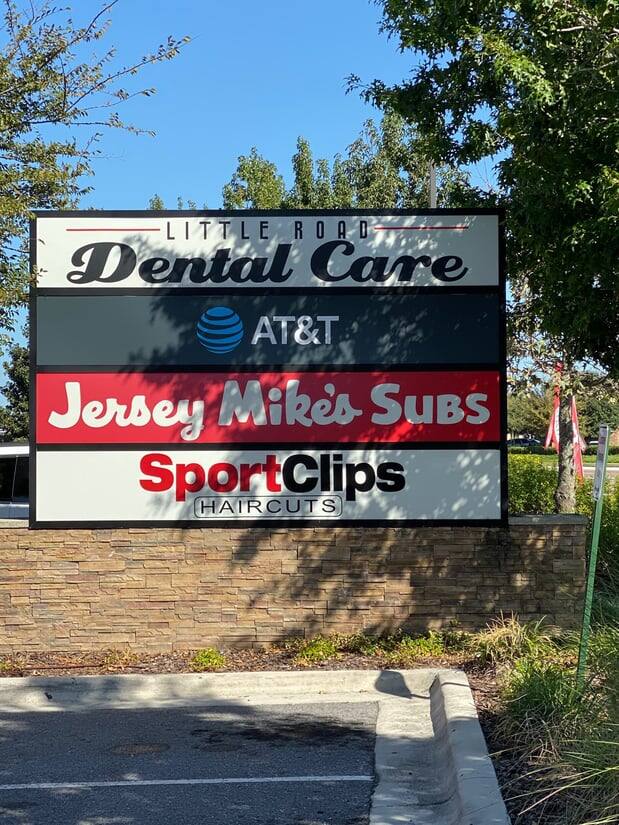 LITTLE ROAD
Dental Care
AT&T
Jersey Mike's Subs
SportClips
HAIRCUTS